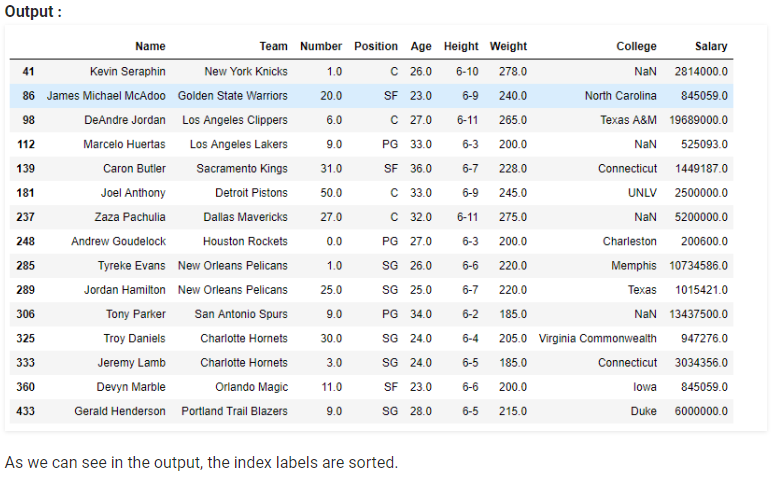 Output :
Name Team Number Position Age Height Weight College Salary
41 Kevin Seraphin New York Knicks 1.0 C 26.0 6-10 278.0 NaN 2814000.0
86 James Michael McAdoo Golden State Warriors 20.0 SF 23.0 6-9 240.0 North Carolina 845059.0
98 DeAndre Jordan Los Angeles Clippers 6.0 C 27.0 6-11 265.0 Texas A&M 19689000.0
112 Marcelo Huertas Los Angeles Lakers 9.0 PG 33.0 6-3 200.0 NaN 525093.0
139 Caron Butler Sacramento Kings 31.0 SF 36.0 6-7 228.0 Connecticut 1449187.0
181 Joel Anthony Detroit Pistons 50.0 C 33.0 6-9 245.0 UNLV 2500000.0
237 Zaza Pachulia Dallas Mavericks 27.0 C 32.0 6-11 275.0 NaN 5200000.0
248 Andrew Goudelock Houston Rockets 0.0 PG 27.0 6-3 200.0 Charleston 200600.0
285 Tyreke Evans New Orleans Pelicans 1.0 SG 26.0 6-6 220.0 Memphis 10734586.0
289 Jordan Hamilton New Orleans Pelicans 25.0 SG 25.0 6-7 220.0 Texas 1015421.0
306 Tony Parker San Antonio Spurs 9.0 PG 34.0 6-2 185.0 NaN 13437500.0
325 Troy Daniels Charlotte Hornets 30.0 SG 24.0 6-4 205.0 Virginia Commonwealth 947276.0
333 Jeremy Lamb Charlotte Hornets 3.0 SG 24.0 6-5 185.0 Connecticut 3034356.0
360 Devyn Marble Orlando Magic 11.0 SF 23.0 6-6 200.0 Iowa 845059.0
433 Gerald Henderson Portland Trail Blazers 9.0 SG 28.0 6-5 215.0 Duke 6000000.0
As we can see in the output, the index labels are sorted.